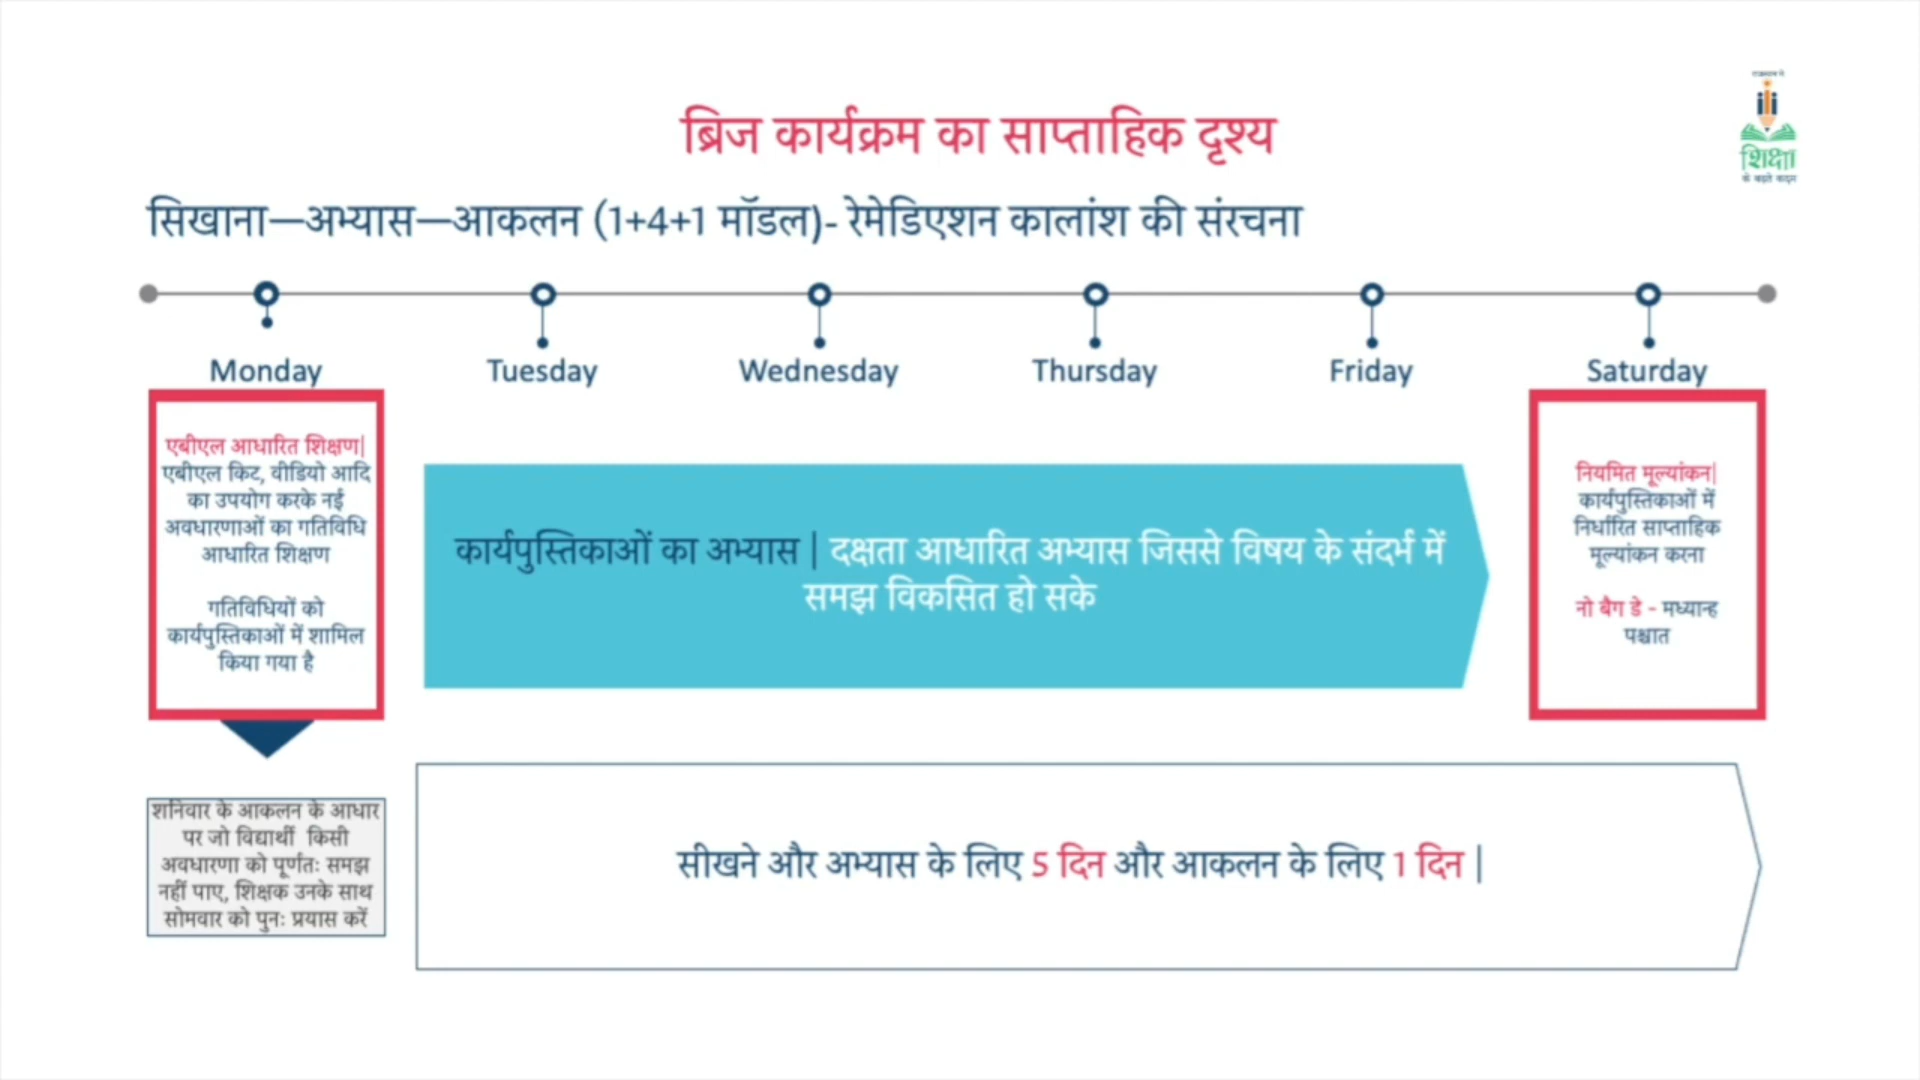 ब्रिज कार्यक्रम का साप्ताहिक दृश्य
शिक्षा
के बढ़ते कदम
सिखाना—अभ्यास—आकलन (1+4+1 मॉडल)- रेमेडिएशन कालांश की संरचना
Monday
Tuesday
Wednesday
Thursday
Friday
Saturday
एबीएल आधारित शिक्षण|
एबीएल किट, वीडियो आदि
का उपयोग करके नई
अवधारणाओं का गतिविधि
आधारित शिक्षण
गतिविधियों को
कार्यपुस्तिकाओं में शामिल
किया गया है
कार्यपुस्तिकाओं का अभ्यास | दक्षता आधारित अभ्यास जिससे विषय के संदर्भ में
समझ विकसित हो सके
नियमित मूल्यांकन|
कार्यपुस्तिकाओं में
निर्धारित साप्ताहिक
मूल्यांकन करना
नो बैग डे - मध्यान्ह
पश्चात
शनिवार के आकलन के आधार
पर जो विद्यार्थी किसी
अवधारणा को पूर्णतः समझ
नहीं पाए, शिक्षक उनके साथ
सोमवार को पुनः प्रयास करें
सीखने और अभ्यास के लिए 5 दिन और आकलन के लिए 1 दिन |